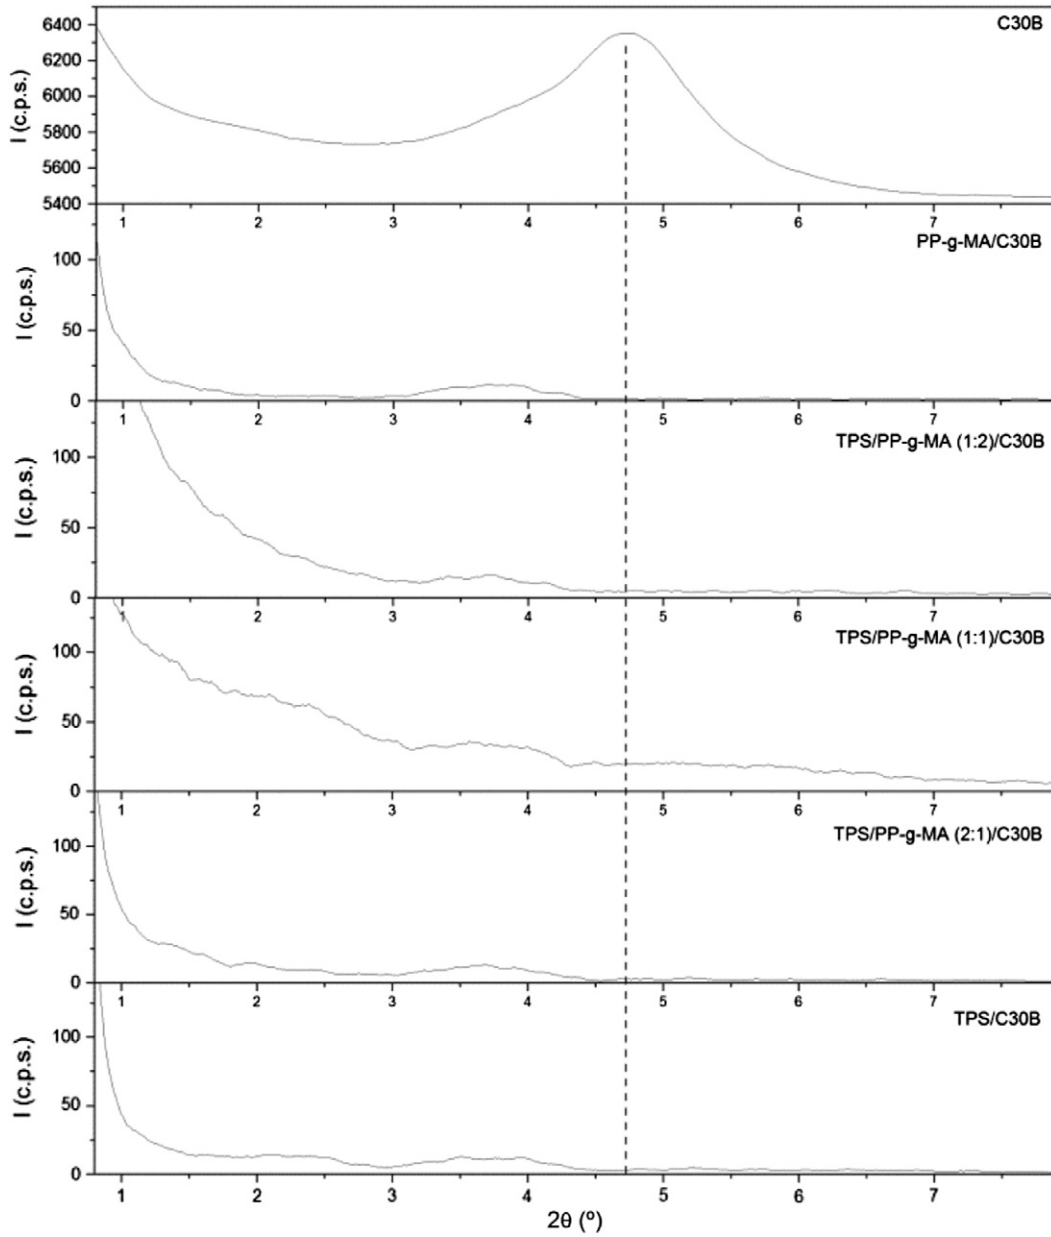 C30B
I (c.p.s.)
6400
6200
6000
5800
5600
5400
1 2 3 4 5 6 7
PP-g-MA/C30B
I (c.p.s.)
100
50
0
1 2 3 4 5 6 7
TPS/PP-g-MA (1:2)/C30B
I (c.p.s.)
100
50
0
1 2 3 4 5 6 7
TPS/PP-g-MA (1:1)/C30B
I (c.p.s.)
100
50
0
1 2 3 4 5 6 7
TPS/PP-g-MA (2:1)/C30B
I (c.p.s.)
100
50
0
1 2 3 4 5 6 7
TPS/C30B
I (c.p.s.)
100
50
0
1 2 3 4 5 6 7
2θ (º)